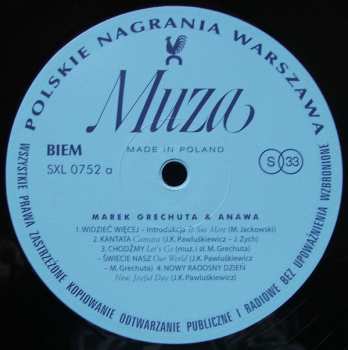 POLSKIE NAGRANIA WARSZAWA
Muza
BIEM
MADE IN POLAND
SXL 0752 a
S 33
MAREK GRECHUTA & ANAWA
1. WIDZIEĆ WIĘCEJ – Introdukcja To See More (M. Jackowski)
2. KANTATA Cantata (J.K. Pawluśkiewicz – J. Zych)
3. CHODŹMY Let's Go (muz. i sł. M. Grechuta)
– ŚWIECIE NASZ Our World (J.K. Pawluśkiewicz
– M. Grechuta) 4. NOWY RADOSNY DZIEŃ
New Joyful Day (J.K. Pawluśkiewicz)
WSZYSTKIE PRAWA ZASTRZEŻONE KOPIOWANIE ODTWARZANIE PUBLICZNE I RADIOWE BEZ UPOWAŻNIENIA WZBRONIONE